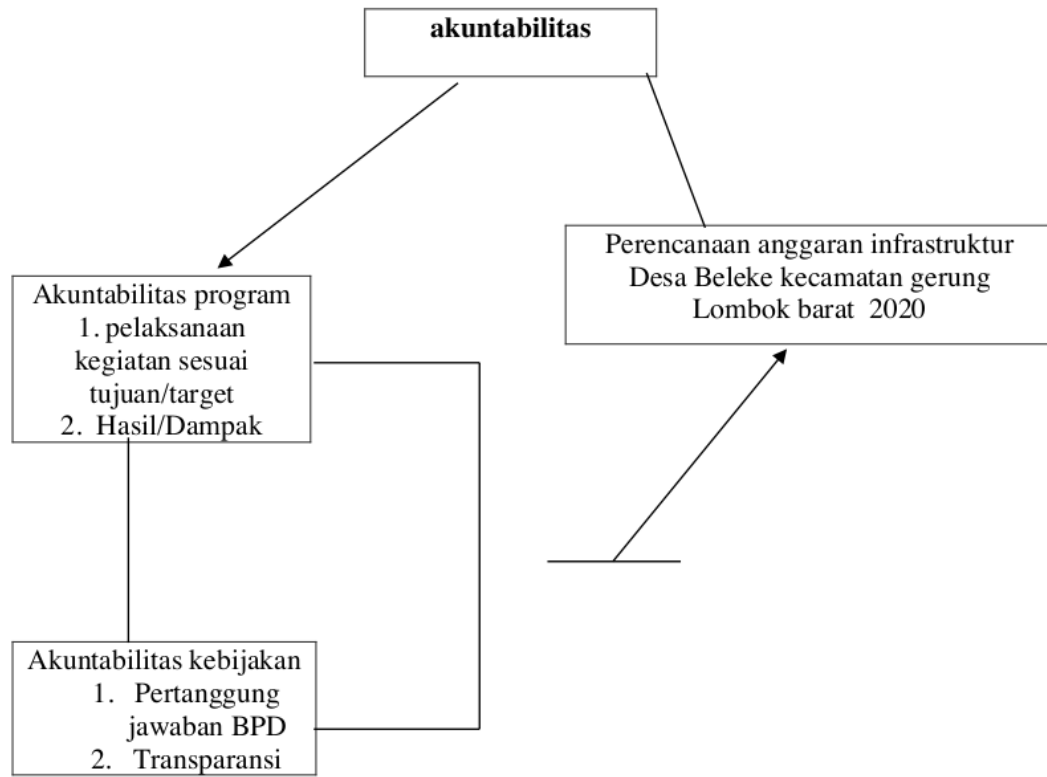 akuntabilitas
Perencanaan anggaran infrastruktur
Desa Beleke kecamatan gerung
Lombok barat 2020
Akuntabilitas program
1. pelaksanaan
kegiatan sesuai
tujuan/target
2. Hasil/Dampak
Akuntabilitas kebijakan
1. Pertanggung
jawaban BPD
2. Transparansi